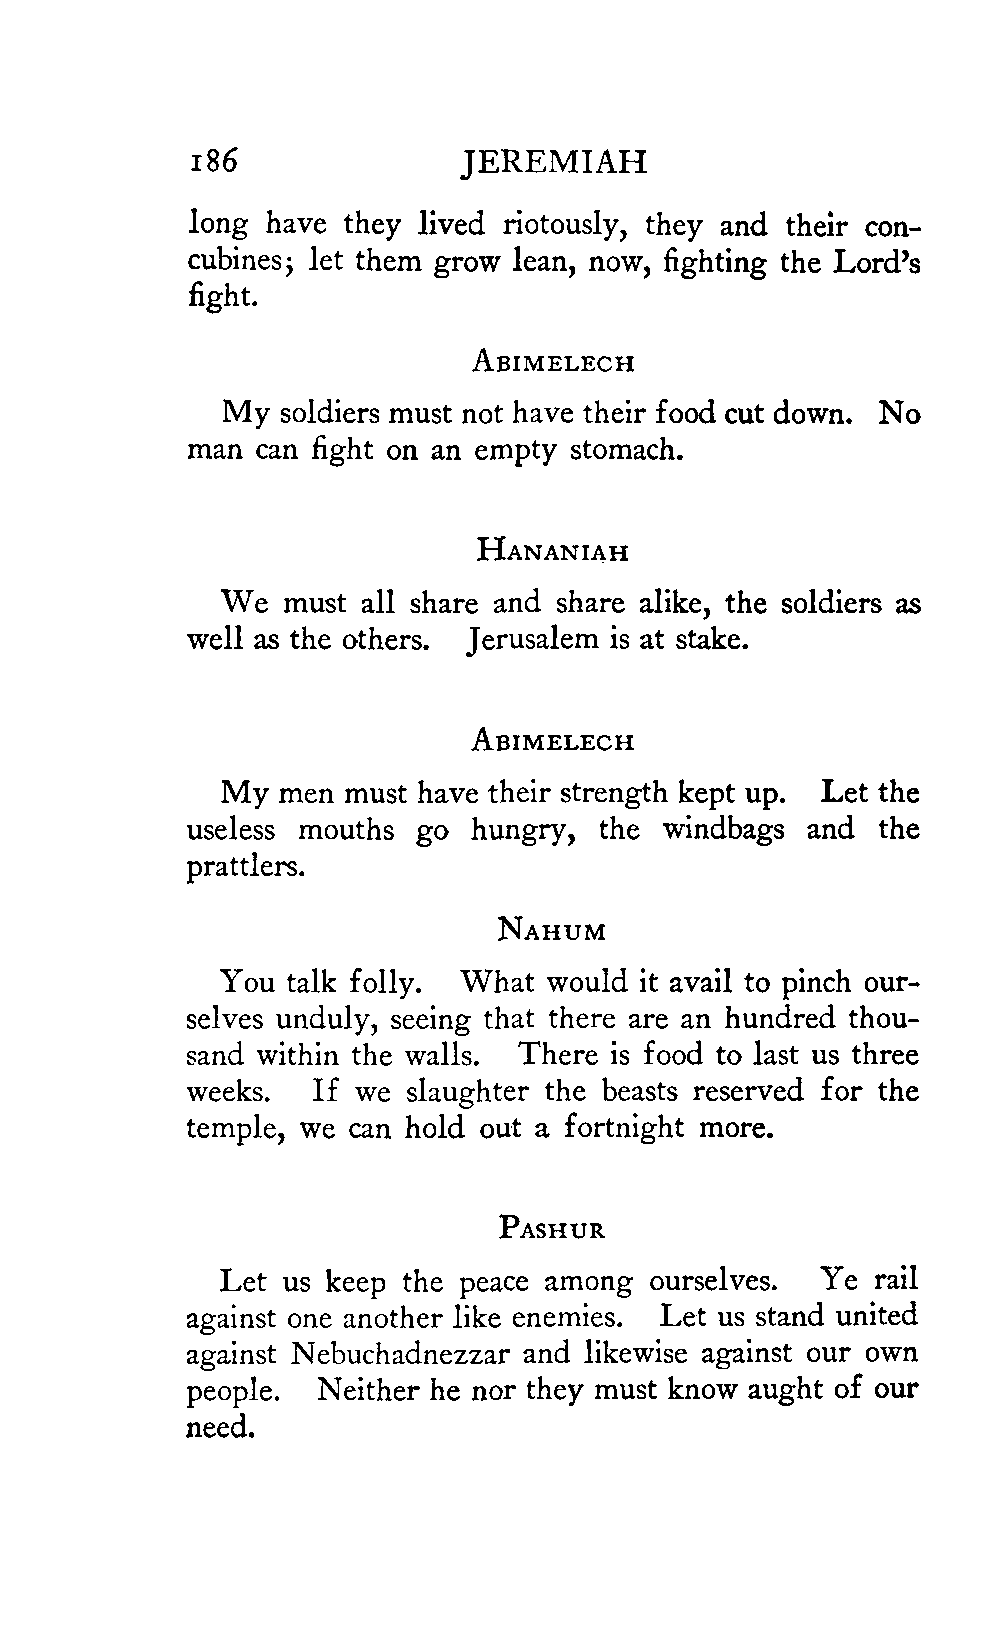 186 JEREMIAH
long have they lived riotously, they and their con-
cubines; let them grow lean, now, fighting the Lord's
fight.
ABIMELECH
My soldiers must not have their food cut down. No
man can fight on an empty stomach.
HANANIAH
We must all share and share alike, the soldiers as
well as the others. Jerusalem is at stake.
ABIMELECH
My men must have their strength kept up. Let the
useless mouths go hungry, the windbags and the
prattlers.
NAHUM
You talk folly. What would it avail to pinch our-
selves unduly, seeing that there are an hundred thou-
sand within the walls. There is food to last us three
weeks. If we slaughter the beasts reserved for the
temple, we can hold out a fortnight more.
PASHUR
Let us keep the peace among ourselves. Ye rail
against one another like enemies. Let us stand united
against Nebuchadnezzar and likewise against our own
people. Neither he nor they must know aught of our
need.